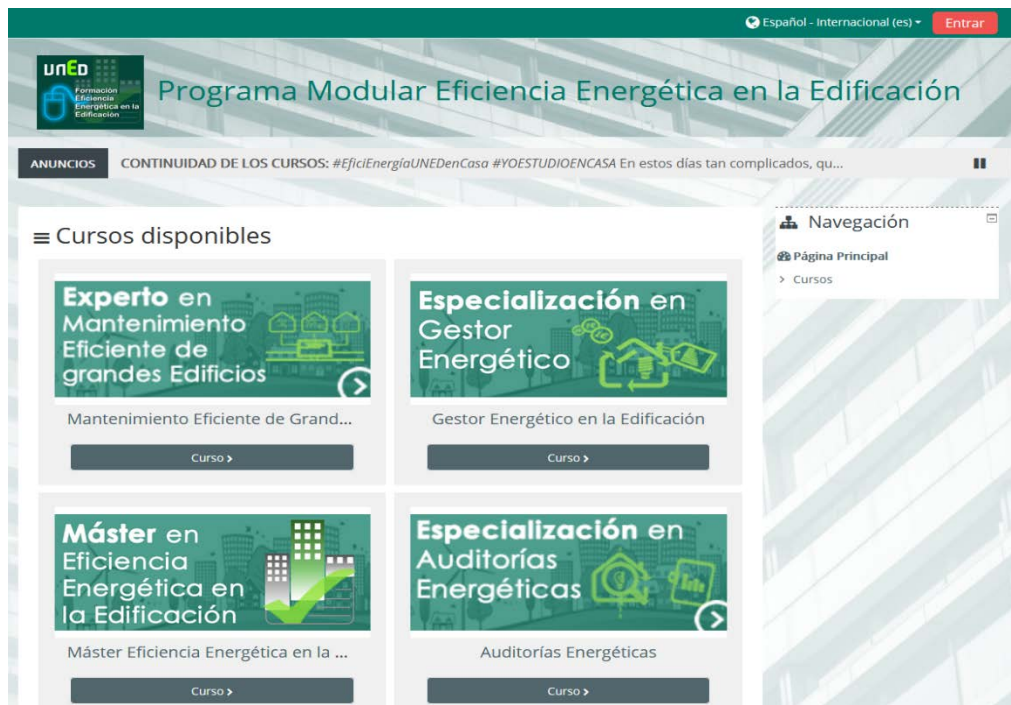 Español - Internacional (es)
Entrar
unEd
Formación
Eficiencia
Energética en la
Edificación
Programa Modular Eficiencia Energética en la Edificación
ANUNCIOS
CONTINUIDAD DE LOS CURSOS: #EficiEnergíaUNEDenCasa #YOESTUDIOENCASA En estos días tan complicados, qu...
Cursos disponibles
Experto en
Mantenimiento
Eficiente de
grandes Edificios
Mantenimiento Eficiente de Grand...
Curso
Especialización en
Gestor
Energético
Gestor Energético en la Edificación
Curso
Máster en
Eficiencia
Energética en
la Edificación
Máster Eficiencia Energética en la ...
Curso
Especialización en
Auditorías
Energéticas
Auditorías Energéticas
Curso
Navegación
Página Principal
Cursos